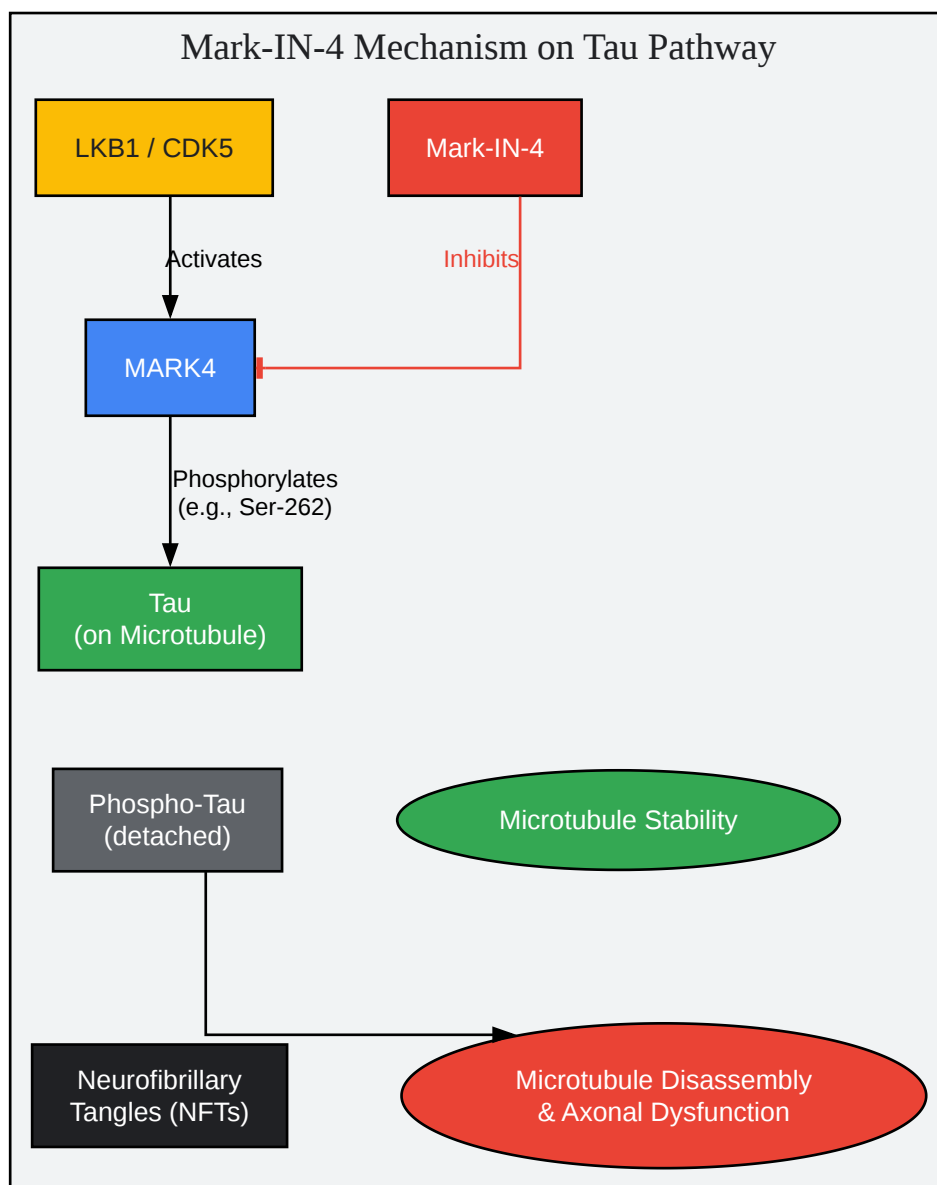 Mark-IN-4 Mechanism on Tau Pathway
LKB1 / CDK5
Mark-IN-4
Activates
Inhibits
MARK4
Phosphorylates
(e.g., Ser-262)
Tau
(on Microtubule)
Phospho-Tau
(detached)
Microtubule Stability
Neurofibrillary
Tangles (NFTs)
Microtubule Disassembly
& Axonal Dysfunction